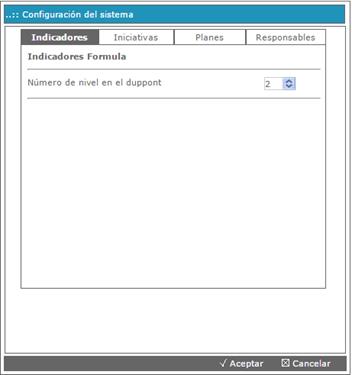 ..:: Configuración del sistema
Indicadores Iniciativas Planes Responsables
Indicadores Formula
Número de nivel en el duppont 2
√ Aceptar ☒ Cancelar